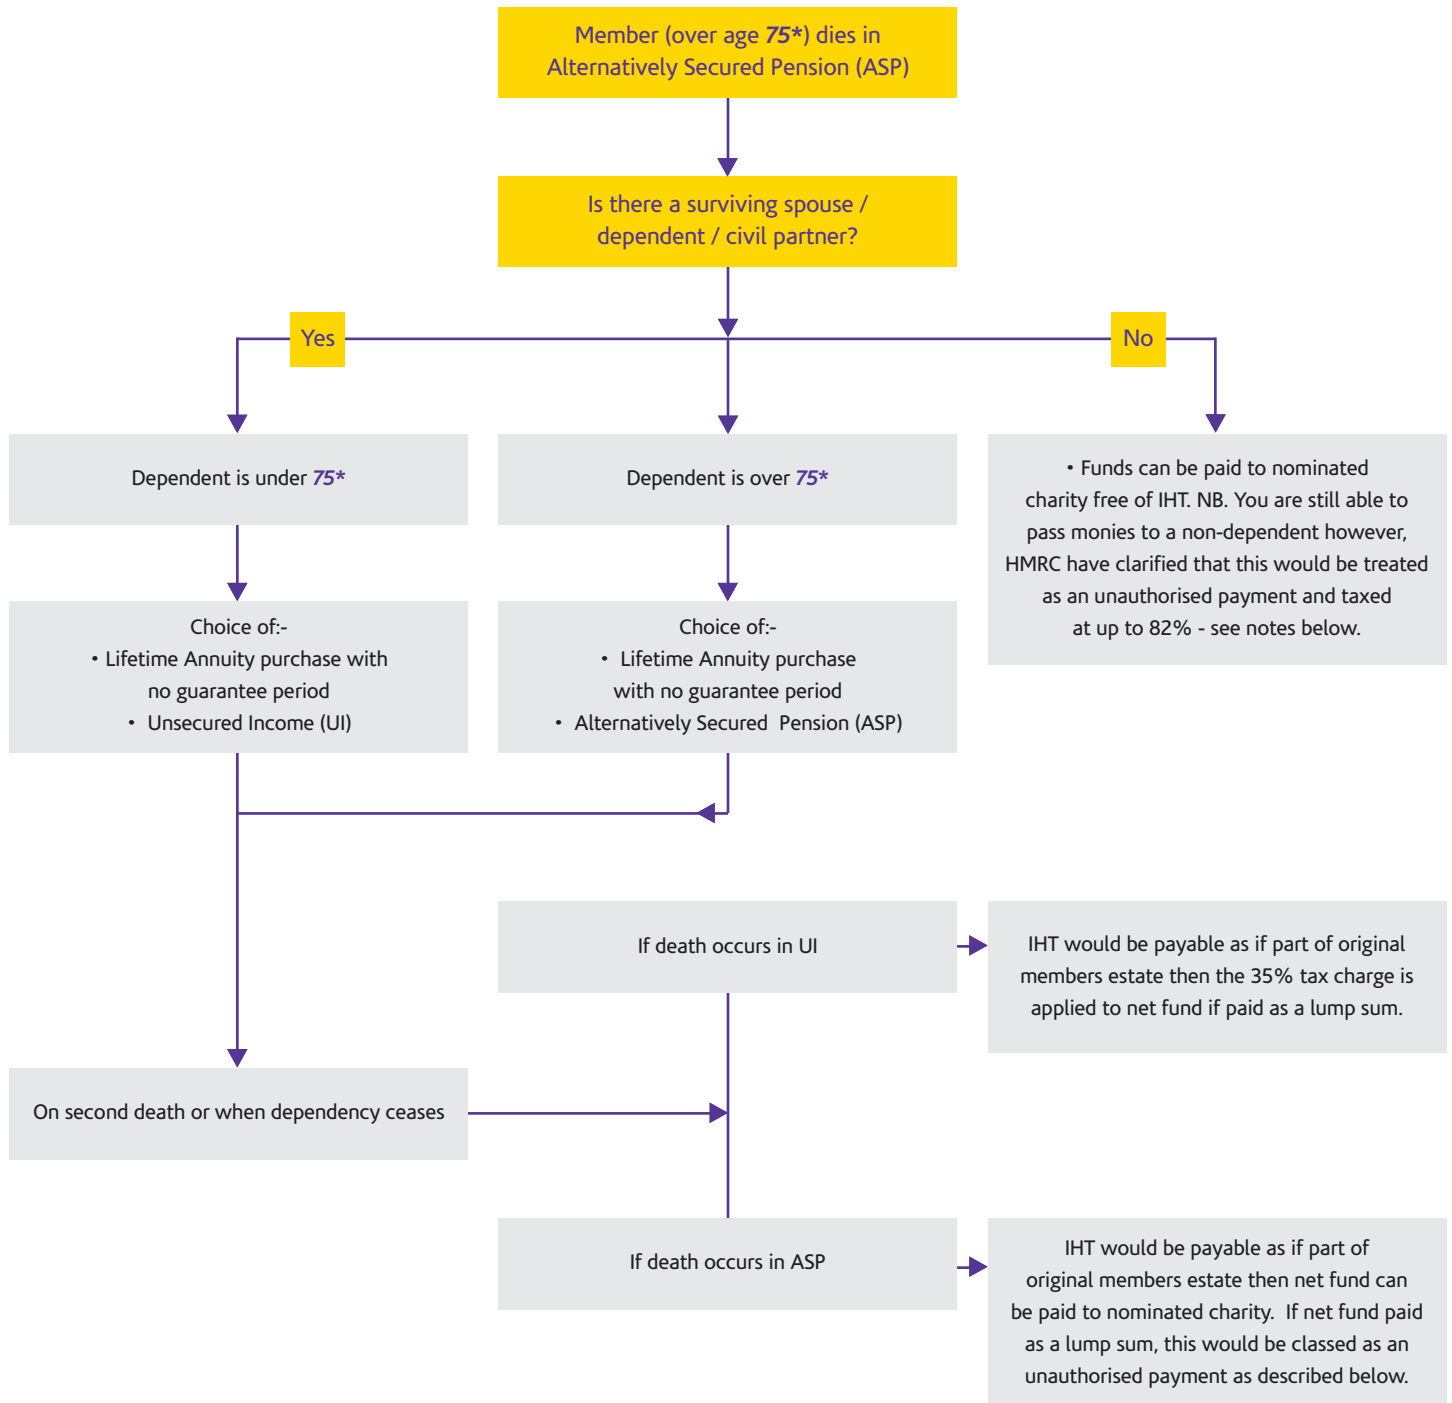 Member (over age 75*) dies in
Alternatively Secured Pension (ASP)
Is there a surviving spouse /
dependent / civil partner?
Yes
No
Dependent is under 75*
Dependent is over 75*
• Funds can be paid to nominated
charity free of IHT. NB. You are still able to
pass monies to a non-dependent however,
HMRC have clarified that this would be treated
as an unauthorised payment and taxed
at up to 82% - see notes below.
Choice of:-
• Lifetime Annuity purchase with
no guarantee period
• Unsecured Income (UI)
Choice of:-
• Lifetime Annuity purchase
with no guarantee period
• Alternatively Secured Pension (ASP)
If death occurs in UI
IHT would be payable as if part of original
members estate then the 35% tax charge is
applied to net fund if paid as a lump sum.
On second death or when dependency ceases
If death occurs in ASP
IHT would be payable as if part of
original members estate then net fund can
be paid to nominated charity. If net fund paid
as a lump sum, this would be classed as an
unauthorised payment as described below.